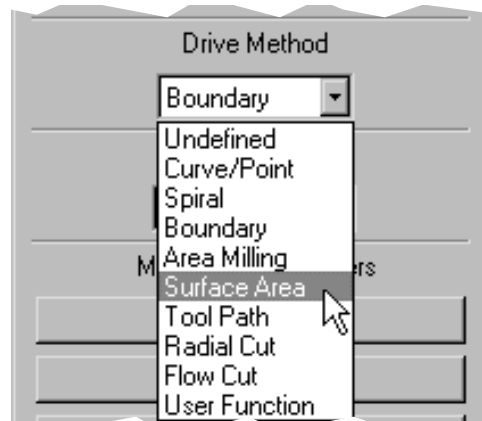 Drive Method
Boundary
Undefined
Curve/Point
Spiral
Boundary
Area Milling
Surface Area
Tool Path
Radial Cut
Flow Cut
User Function